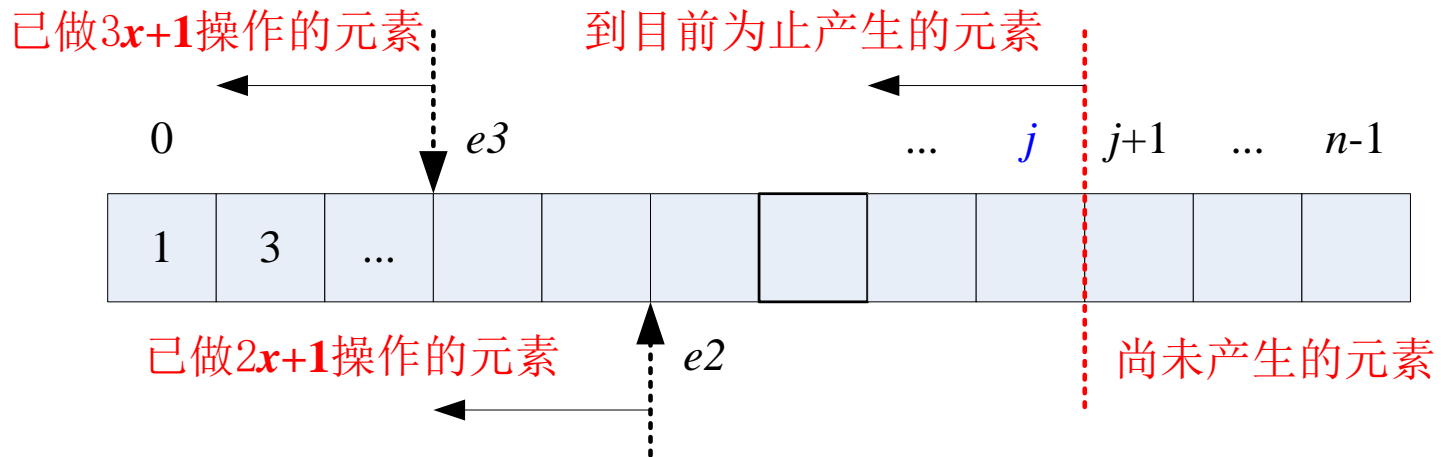 已做3x+1操作的元素 到目前为止产生的元素
0 e3 ... j j+1 ... n-1
1 3 ...
已做2x+1操作的元素 e2 尚未产生的元素